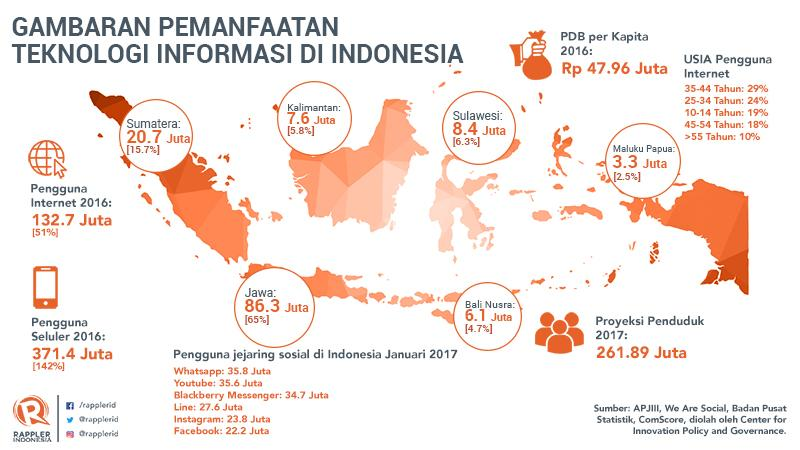 GAMBARAN PEMANFAATAN
TEKNOLOGI INFORMASI DI INDONESIA
PDB per Kapita
2016:
Rp 47.96 Juta
USIA Pengguna
Internet
35-44 Tahun: 29%
25-34 Tahun: 24%
10-14 Tahun: 19%
45-54 Tahun: 18%
>55 Tahun: 10%
Sumatera:
20.7 Juta
[15.7%]
Kalimantan:
7.6 Juta
[5.8%]
Sulawesi:
8.4 Juta
[6.3%]
Maluku Papua:
3.3 Juta
[2.5%]
Pengguna
Internet 2016:
132.7 Juta
[51%]
Jawa:
86.3 Juta
[65%]
Bali Nusra:
6.1 Juta
[4.7%]
Pengguna
Seluler 2016:
371.4 Juta
[142%]
Proyeksi Penduduk
2017:
261.89 Juta
Pengguna jejaring sosial di Indonesia Januari 2017
Whatsapp: 35.8 Juta
Youtube: 35.6 Juta
Blackberry Messenger: 34.7 Juta
Line: 27.6 Juta
Instagram: 23.8 Juta
Facebook: 22.2 Juta
RAPPLER
INDONESIA
/rapplerid
@rapplerid
@rapplerid
Sumber: APJIII, We Are Social, Badan Pusat
Statistik, ComScore, diolah oleh Center for
Innovation Policy and Governance.